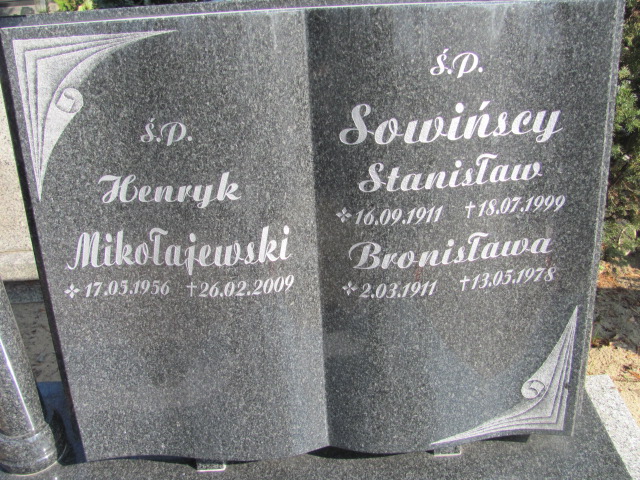 Ś.P.
Henryk
Mikołajewski
17.05.1956 †26.02.2009
Ś.P.
Sowińscy
Stanisław
16.09.1911 †18.07.1999
Bronisława
2.03.1911 †13.05.1978